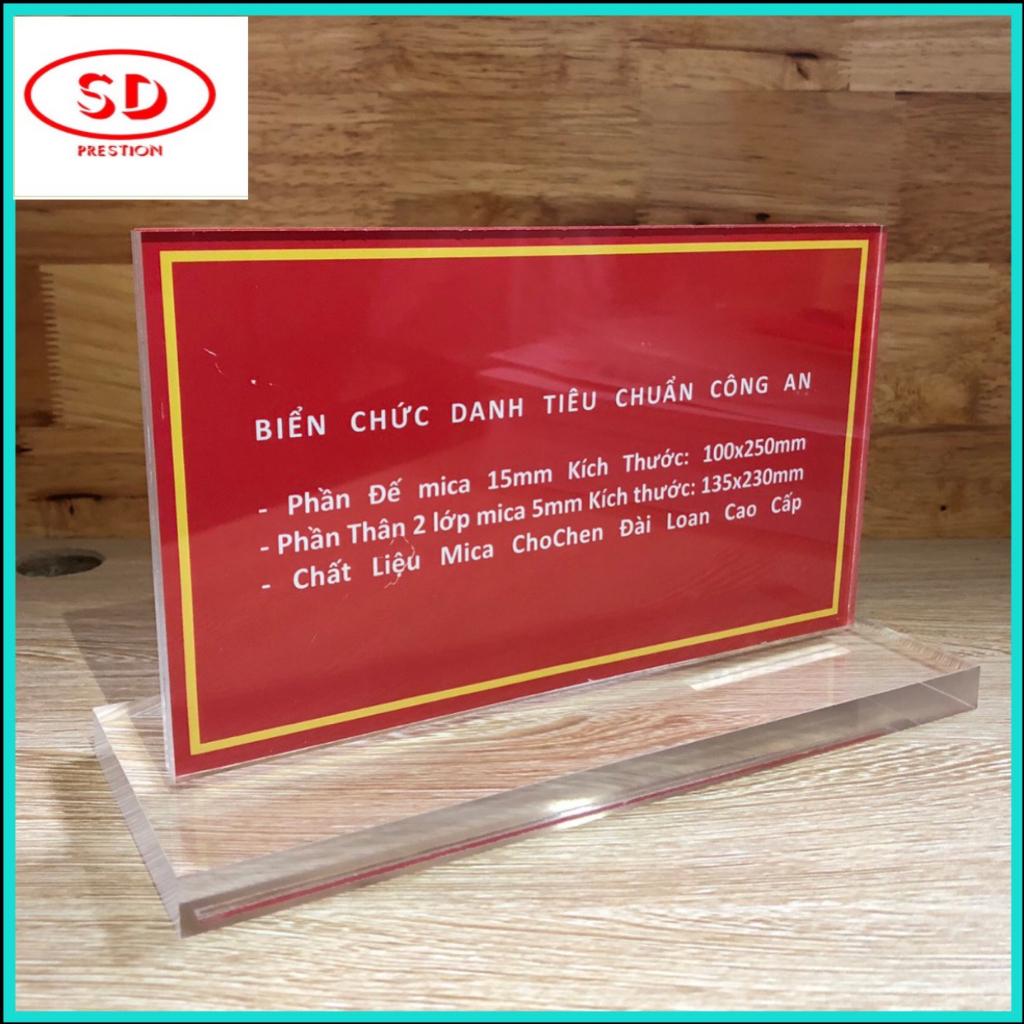 SD
PRESTION
BIỂN CHỨC DANH TIÊU CHUẨN CÔNG AN
- Phần Đế mica 15mm Kích Thước: 100x250mm
- Phần Thân 2 lớp mica 5mm Kích thước: 135x230mm
- Chất Liệu Mica ChoChen Đài Loan Cao Cấp